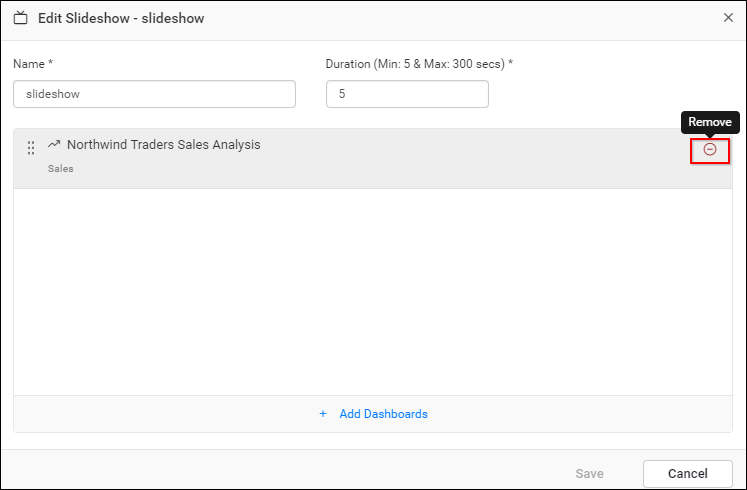 Edit Slideshow - slideshow
Name *
Duration (Min: 5 & Max: 300 secs) *
slideshow
5
Remove
Northwind Traders Sales Analysis
Sales
+ Add Dashboards
Save
Cancel